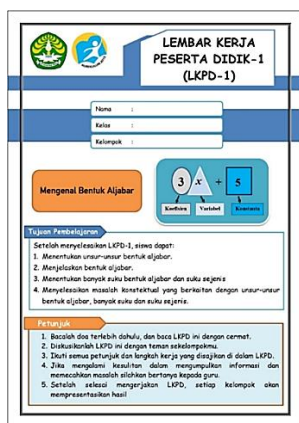 LEMBAR KERJA
PESERTA DIDIK-1
(LKPD-1)
Nama :
Kelas :
Kelompok :
Mengenal Bentuk Aljabar
3 x + 5
Koefisien Variabel Konstanta
Tujuan Pembelajaran
Setelah menyelesaikan LKPD-1, siswa dapat:
1. Menentukan unsur-unsur bentuk aljabar.
2. Menjelaskan bentuk aljabar.
3. Menentukan banyak suku bentuk aljabar dan suku sejenis
4. Menyelesaikan masalah konstektual yang berkaitan dengan unsur-unsur
bentuk aljabar, banyak suku dan suku sejenis.
Petunjuk
1. Bacalah doa terlebih dahulu, dan baca LKPD ini dengan cermat.
2. Diskusikanlah LKPD ini dengan teman sekelompokmu.
3. Ikuti semua petunjuk dan langkah kerja yang disajikan di dalam LKPD.
4. Jika mengalami kesulitan dalam mengumpulkan informasi dan
memecahkan masalah silahkan bertanya kepada guru.
5. Setelah selesai mengerjakan LKPD, setiap kelompok akan
mempresentasikan hasil